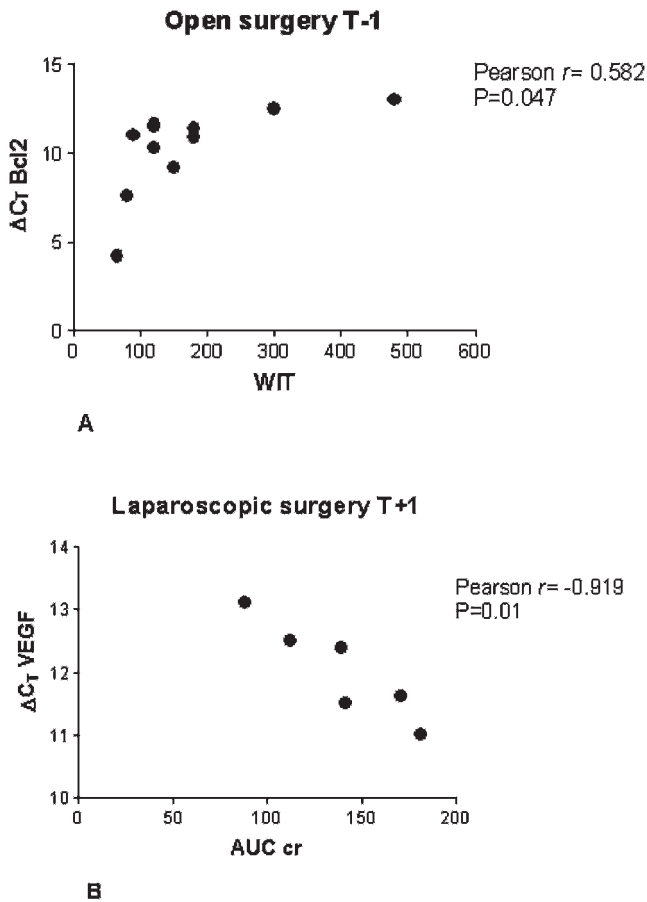 Open surgery T-1
Pearson r= 0.582
P=0.047
15
10
5
0
ΔCT Bcl2
0 100 200 300 400 500 600
WIT
A
Laparoscopic surgery T+1
Pearson r= -0.919
P=0.01
14
13
12
11
10
ΔCT VEGF
0 50 100 150 200
AUC cr
B